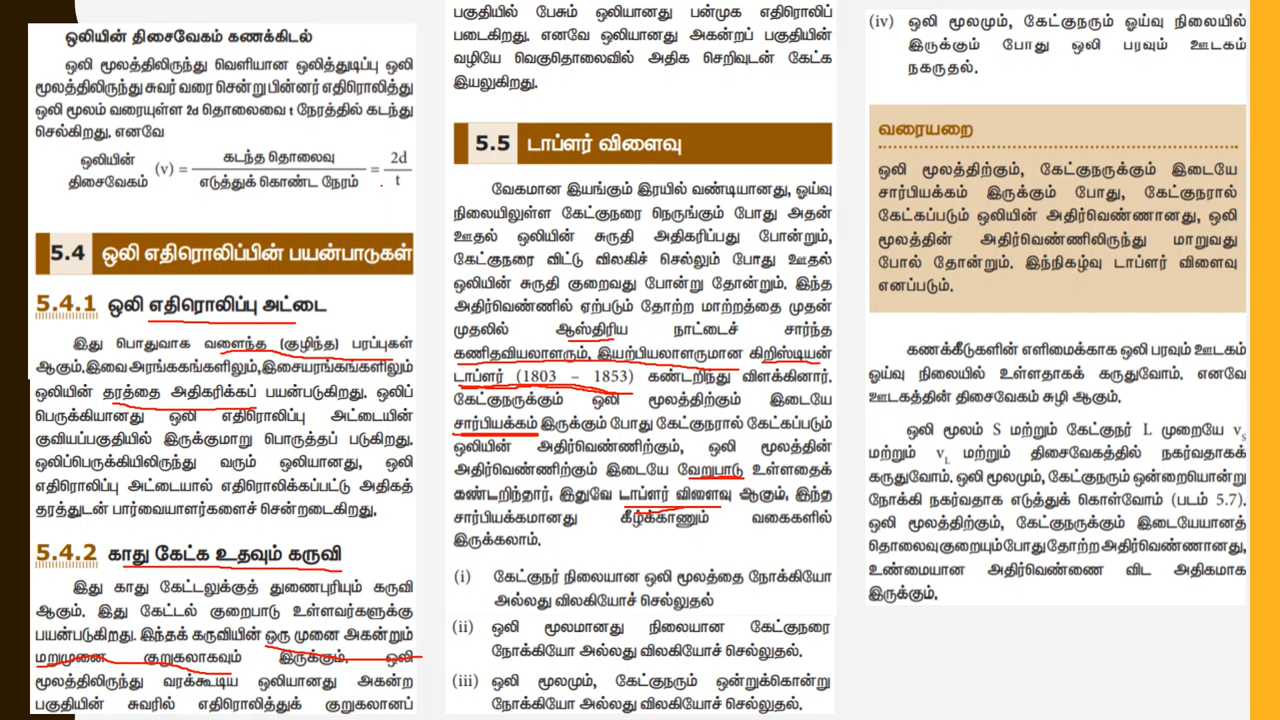 ஒலியின் திசைவேகம் கணக்கிடல்
ஒலி மூலத்திலிருந்து வெளியான ஒலித்துடிப்பு ஒலி
மூலத்திலிருந்து சுவர் வரை சென்று பின்னர் எதிரொலித்து
ஒலி மூலம் வரையுள்ள 2d தொலைவை t நேரத்தில் கடந்து
செல்கிறது. எனவே
ஒலியின் திசைவேகம் (v) = கடந்த தொலைவு / எடுத்துக் கொண்ட நேரம் = 2d / t
5.4 ஒலி எதிரொலிப்பின் பயன்பாடுகள்
5.4.1 ஒலி எதிரொலிப்பு அட்டை
இது பொதுவாக வளைந்த (குழிந்த) பரப்புகள்
ஆகும்,இவை அரங்ககங்களிலும்,இசையரங்கங்களிலும்
ஒலியின் தரத்தை அதிகரிக்கப் பயன்படுகிறது. ஒலிப்
பெருக்கியானது ஒலி எதிரொலிப்பு அட்டையின்
குவியப்பகுதியில் இருக்குமாறு பொருத்தப் படுகிறது.
ஒலிப்பெருக்கியிலிருந்து வரும் ஒலியானது, ஒலி
எதிரொலிப்பு அட்டையால் எதிரொலிக்கப்பட்டு அதிகத்
தரத்துடன் பார்வையாளர்களைச் சென்றடைகிறது.
5.4.2 காது கேட்க உதவும் கருவி
இது காது கேட்டலுக்குத் துணைபுரியும் கருவி
ஆகும். இது கேட்டல் குறைபாடு உள்ளவர்களுக்கு
பயன்படுகிறது. இந்தக் கருவியின் ஒரு முனை அகன்றும்
மறுமுனை குறுகலாகவும் இருக்கும். ஒலி
மூலத்திலிருந்து வரக்கூடிய ஒலியானது அகன்ற
பகுதியின் சுவரில் எதிரொலித்துக் குறுகலானப்
பகுதியில் பேசும் ஒலியானது பன்முக எதிரொலிப்
படைகிறது. எனவே ஒலியானது அகன்றப் பகுதியின்
வழியே வெகுதொலைவில் அதிக செறிவுடன் கேட்க
இயலுகிறது.
5.5 டாப்ளர் விளைவு
வேகமான இயங்கும் இரயில் வண்டியானது, ஓய்வு
நிலையிலுள்ள கேட்குநரை நெருங்கும் போது அதன்
ஊதல் ஒலியின் சுருதி அதிகரிப்பது போன்றும்,
கேட்குநரை விட்டு விலகிச் செல்லும் போது ஊதல்
ஒலியின் சுருதி குறைவது போன்று தோன்றும். இந்த
அதிர்வெண்ணில் ஏற்படும் தோற்ற மாற்றத்தை முதன்
முதலில் ஆஸ்திரிய நாட்டைச் சார்ந்த
கணிதவியலாளரும், இயற்பியலாளருமான கிறிஸ்டியன்
டாப்ளர் (1803 – 1853) கண்டறிந்து விளக்கினார்.
கேட்குநருக்கும் ஒலி மூலத்திற்கும் இடையே
சார்பியக்கம் இருக்கும் போது கேட்குநரால் கேட்கப்படும்
ஒலியின் அதிர்வெண்ணிற்கும், ஒலி மூலத்தின்
அதிர்வெண்ணிற்கும் இடையே வேறுபாடு உள்ளதைக்
கண்டறிந்தார். இதுவே டாப்ளர் விளைவு ஆகும், இந்த
சார்பியக்கமானது கீழ்க்காணும் வகைகளில்
இருக்கலாம்.
(i) கேட்குநர் நிலையான ஒலி மூலத்தை நோக்கியோ
அல்லது விலகியோச் செல்லுதல்
(ii) ஒலி மூலமானது நிலையான கேட்குநரை
நோக்கியோ அல்லது விலகியோச் செல்லுதல்.
(iii) ஒலி மூலமும், கேட்குநரும் ஒன்றுக்கொன்று
நோக்கியோ அல்லது விலகியோச் செல்லுதல்.
(iv) ஒலி மூலமும், கேட்குநரும் ஓய்வு நிலையில்
இருக்கும் போது ஒலி பரவும் ஊடகம்
நகருதல்.
வரையறை
ஒலி மூலத்திற்கும், கேட்குநருக்கும் இடையே
சார்பியக்கம் இருக்கும் போது, கேட்குநரால்
கேட்கப்படும் ஒலியின் அதிர்வெண்ணானது, ஒலி
மூலத்தின் அதிர்வெண்ணிலிருந்து மாறுவது
போல் தோன்றும். இந்நிகழ்வு டாப்ளர் விளைவு
எனப்படும்.
கணக்கீடுகளின் எளிமைக்காக ஒலி பரவும் ஊடகம்
ஓய்வு நிலையில் உள்ளதாகக் கருதுவோம். எனவே
ஊடகத்தின் திசைவேகம் சுழி ஆகும்.
ஒலி மூலம் S மற்றும் கேட்குநர் L முறையே vS
மற்றும் vL மற்றும் திசைவேகத்தில் நகர்வதாகக்
கருதுவோம். ஒலி மூலமும், கேட்குநரும் ஒன்றையொன்று
நோக்கி நகர்வதாக எடுத்துக் கொள்வோம் (படம் 5.7).
ஒலி மூலத்திற்கும், கேட்குநருக்கும் இடையேயானத்
தொலைவு குறையும் போது தோற்ற அதிர்வெண்ணானது,
உண்மையான அதிர்வெண்ணை விட அதிகமாக
இருக்கும்.